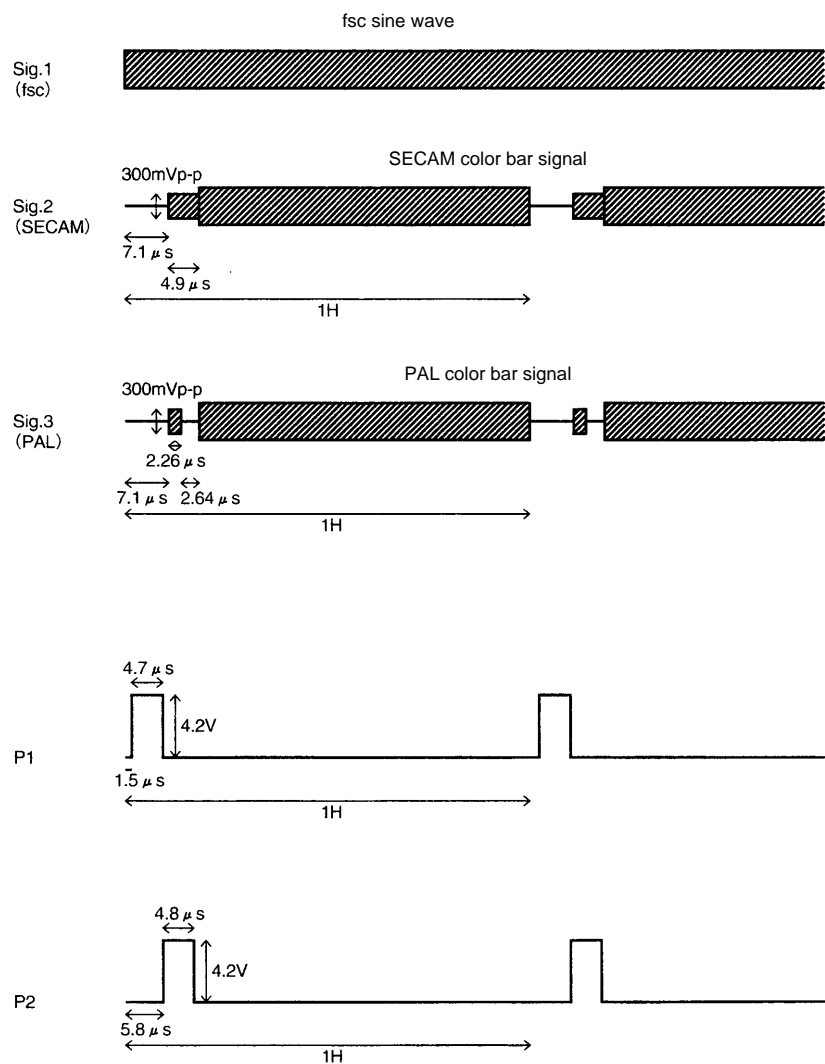 fsc sine wave
Sig.1
(fsc)
SECAM color bar signal
300mVp-p
Sig.2
(SECAM)
7.1 μ s
4.9 μ s
1H
PAL color bar signal
300mVp-p
Sig.3
(PAL)
2.26 μ s
7.1 μ s 2.64 μ s
1H
4.7 μ s
4.2V
P1
1.5 μ s
1H
4.8 μ s
4.2V
P2
5.8 μ s
1H